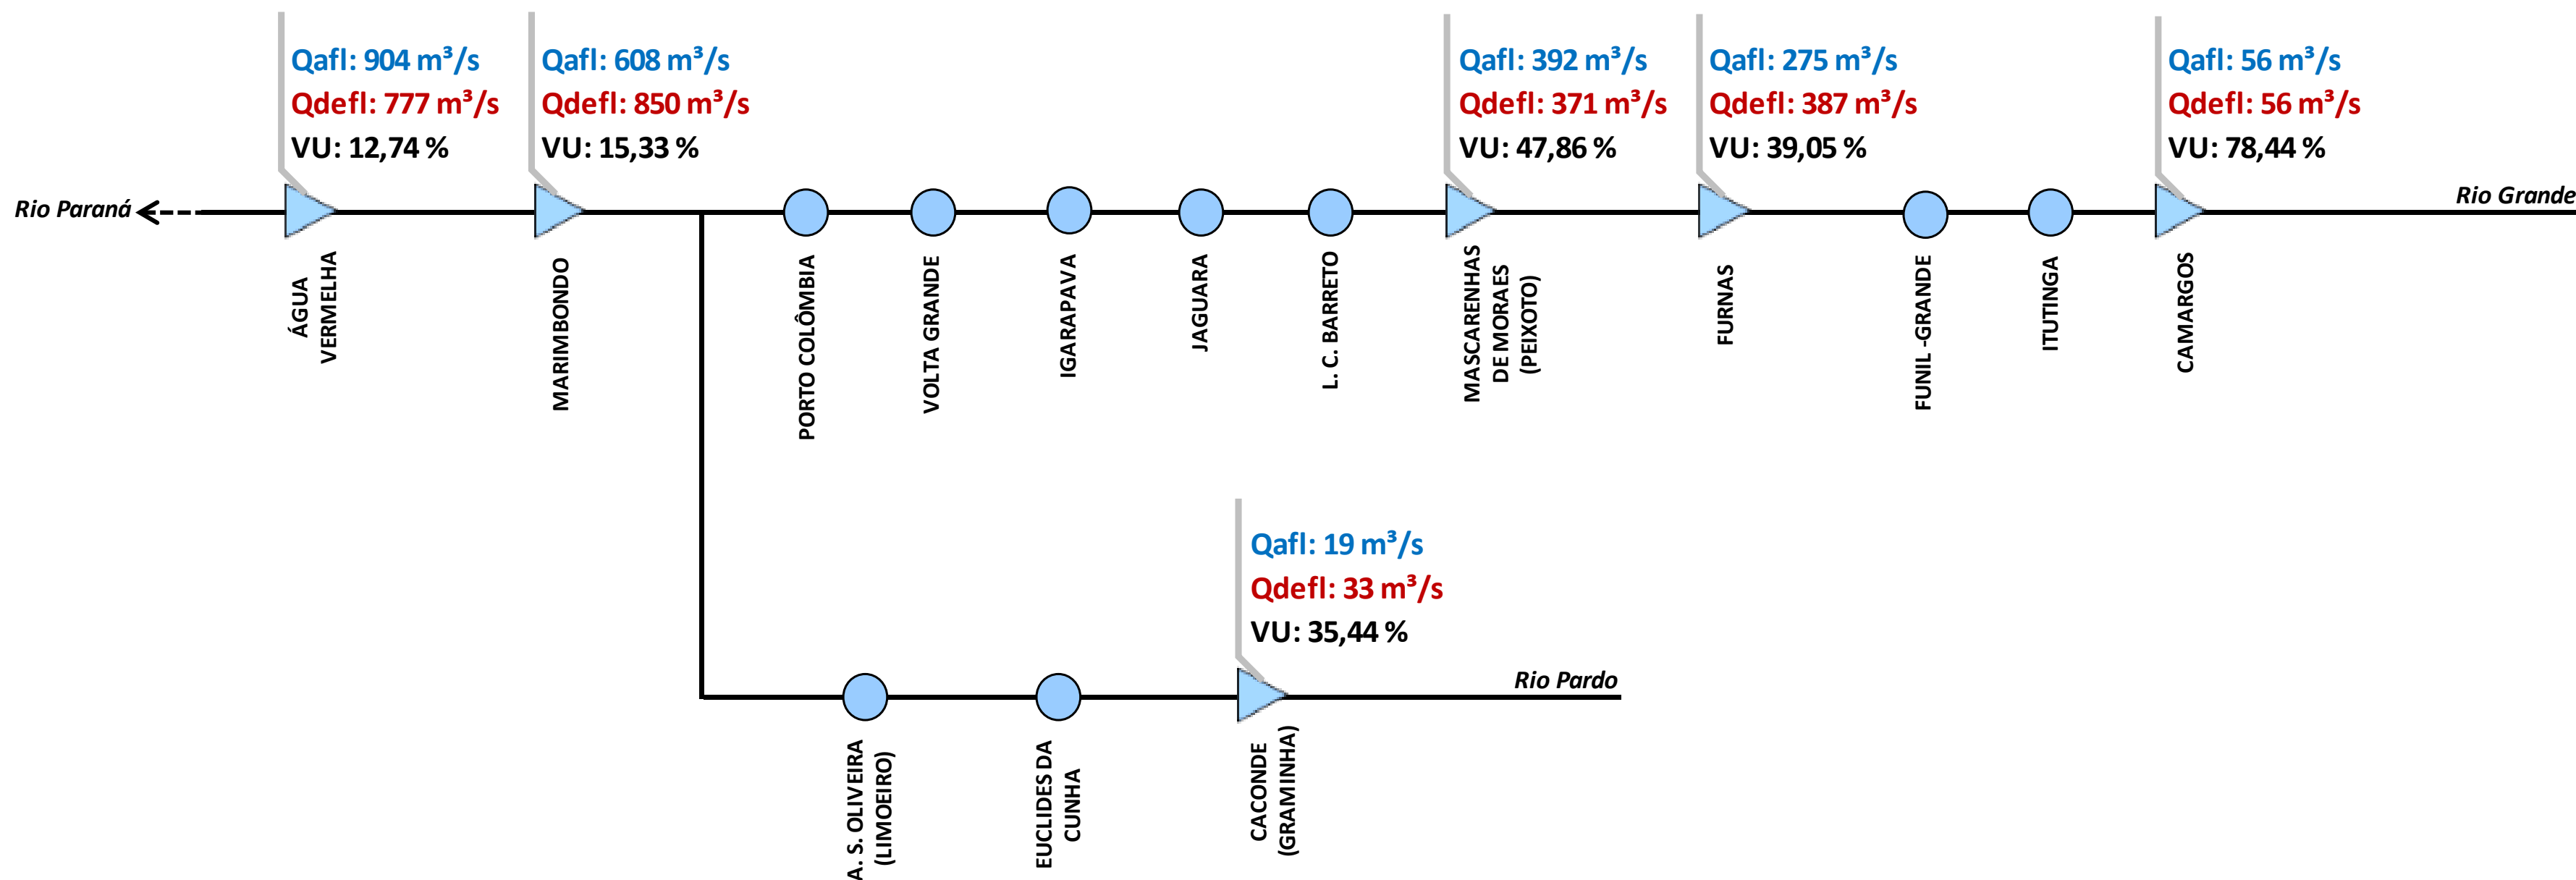 Qafl: 904 m³/s
Qdefl: 777 m³/s
VU: 12,74 %
Qafl: 608 m³/s
Qdefl: 850 m³/s
VU: 15,33 %
Qafl: 392 m³/s
Qdefl: 371 m³/s
VU: 47,86 %
Qafl: 275 m³/s
Qdefl: 387 m³/s
VU: 39,05 %
Qafl: 56 m³/s
Qdefl: 56 m³/s
VU: 78,44 %
Rio Paraná
Rio Grande
ÁGUA
VERMELHA
MARIMBONDO
PORTO COLÔMBIA
VOLTA GRANDE
IGARAPAVA
JAGUARA
L. C. BARRETO
MASCARENHAS
DE MORAES
(PEIXOTO)
FURNAS
FUNIL -GRANDE
ITUTINGA
CAMARGOS
Qafl: 19 m³/s
Qdefl: 33 m³/s
VU: 35,44 %
Rio Pardo
A. S. OLIVEIRA
(LIMOEIRO)
EUCLIDES DA
CUNHA
CACONDE
(GRAMINHA)